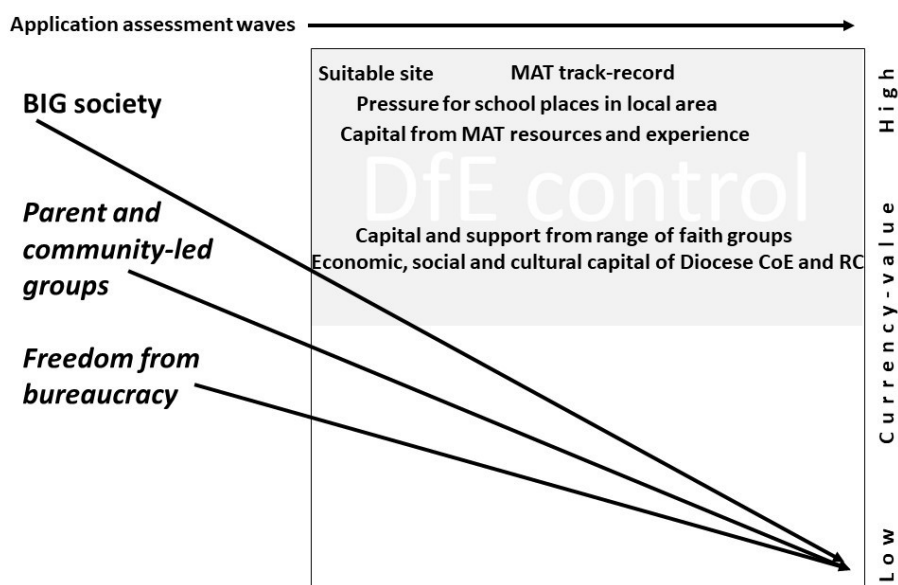 Application assessment waves
Suitable site
MAT track-record
Pressure for school places in local area
Capital from MAT resources and experience
DfE control
Capital and support from range of faith groups
Economic, social and cultural capital of Diocese CoE and RC
BIG society
Parent and
community-led
groups
Freedom from
bureaucracy
High
Currency-value
Low